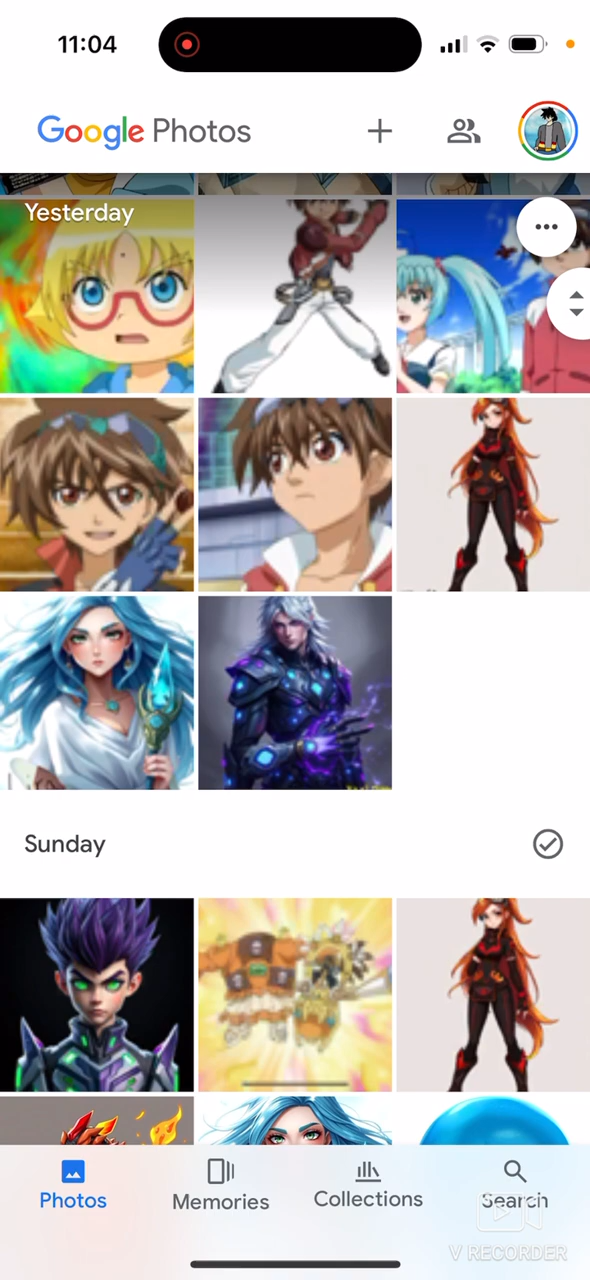 11:04
Google Photos
Yesterday
Sunday
Photos
Memories
Collections
Search
V RECORDER